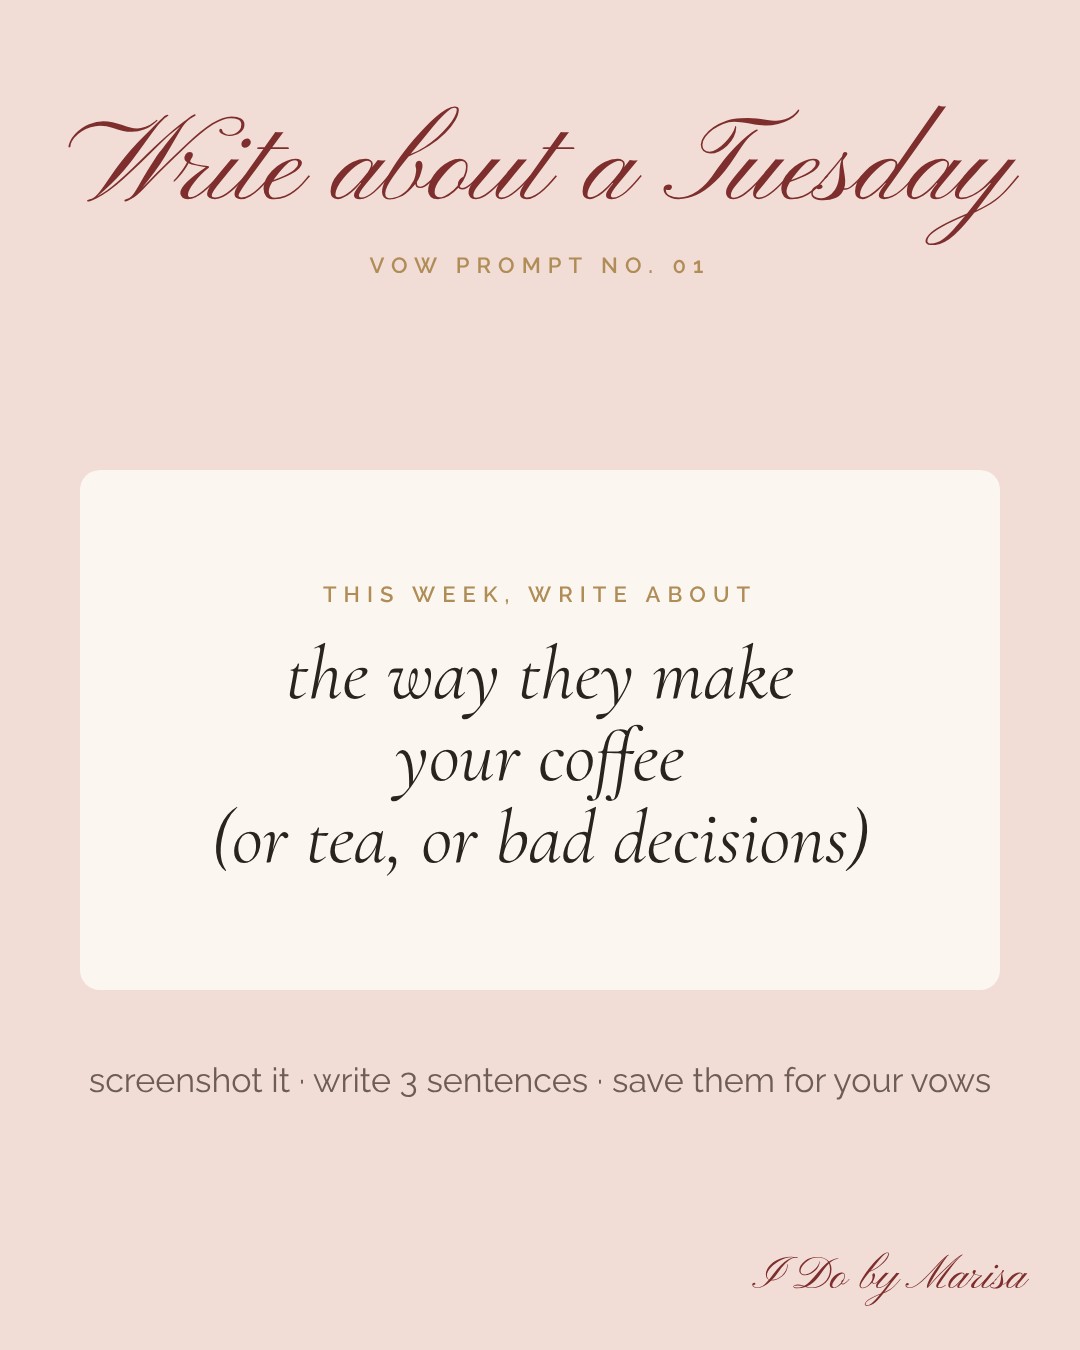 Write about a Tuesday
VOW PROMPT NO. 01
THIS WEEK, WRITE ABOUT
the way they make
your coffee
(or tea, or bad decisions)
screenshot it · write 3 sentences · save them for your vows
I Do by Marisa